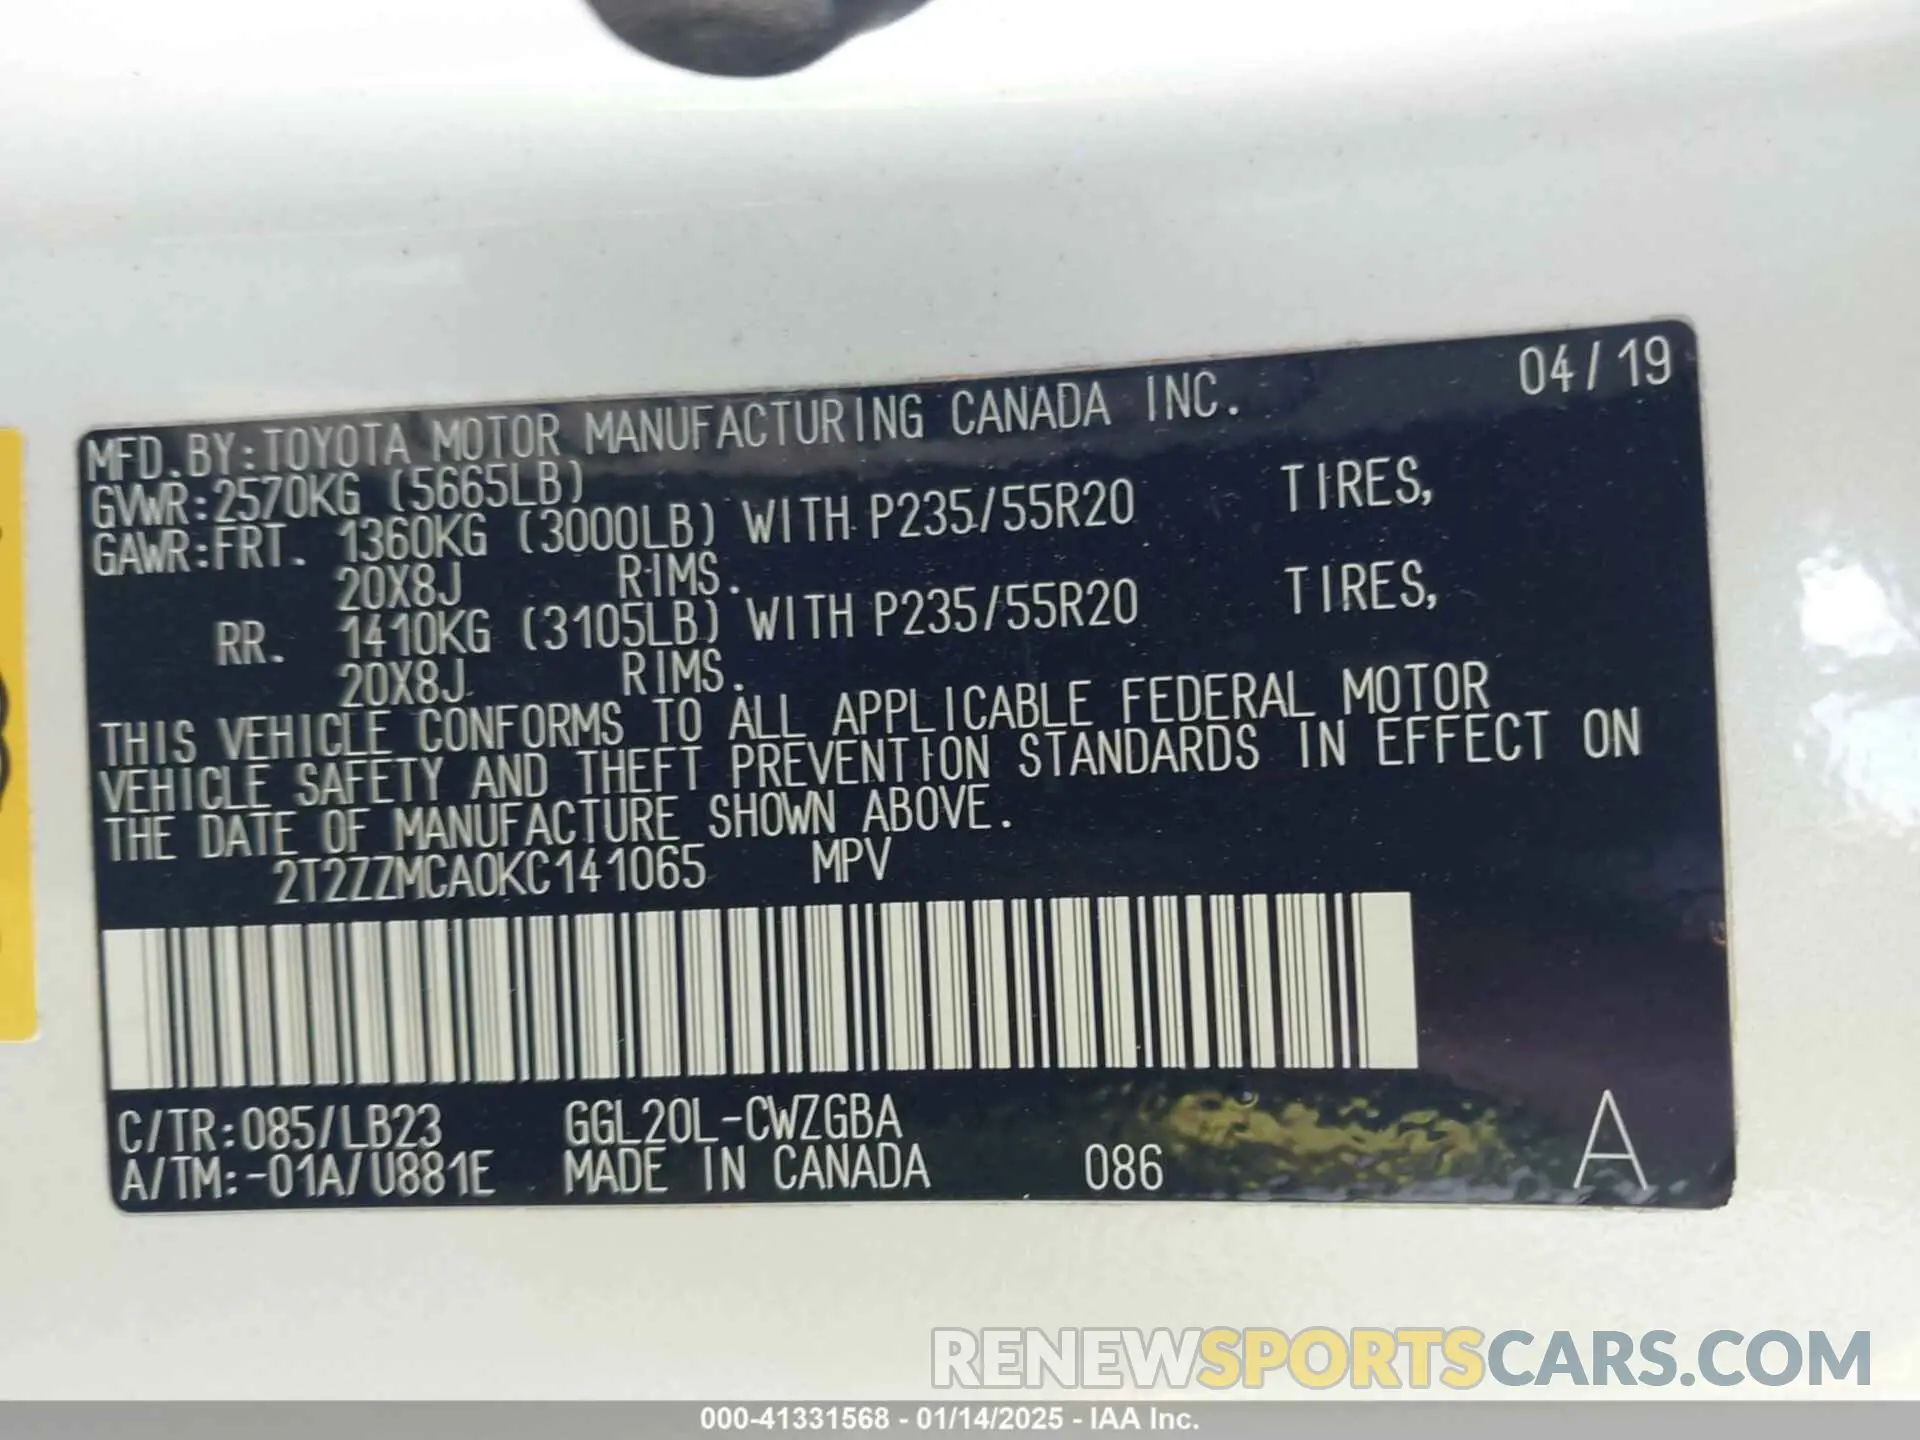 MFD.BY:TOYOTA MOTOR MANUFACTURING CANADA INC. 04/19
GVWR:2570KG (5665LB)
GAWR:FRT. 1360KG (3000LB) WITH P235/55R20 TIRES,
20X8J RIMS.
RR. 1410KG (3105LB) WITH P235/55R20 TIRES,
20X8J RIMS.
THIS VEHICLE CONFORMS TO ALL APPLICABLE FEDERAL MOTOR
VEHICLE SAFETY AND THEFT PREVENTION STANDARDS IN EFFECT ON
THE DATE OF MANUFACTURE SHOWN ABOVE.
2T2ZZMCA0KC141065 MPV
C/TR:085/LB23 GGL20L-CWZGBA
A/TM:-01A/U881E MADE IN CANADA 086 A
RENEWSPORTSCARS.COM
000-41331568 - 01/14/2025 - IAA Inc.